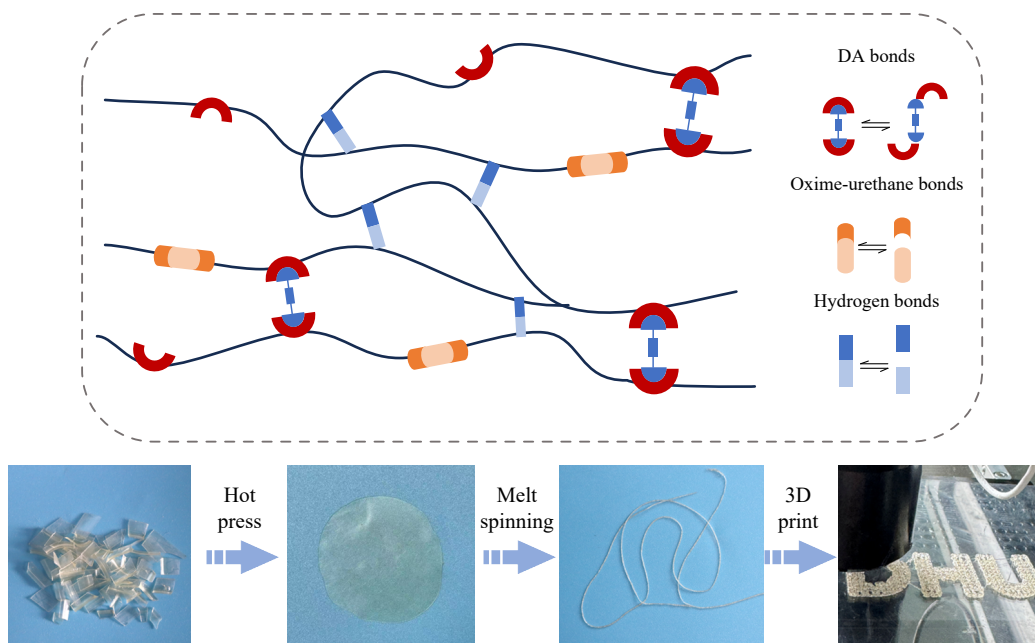 DA bonds
Oxime-urethane bonds
Hydrogen bonds
Hot
press
Melt
spinning
3D
print
DHU